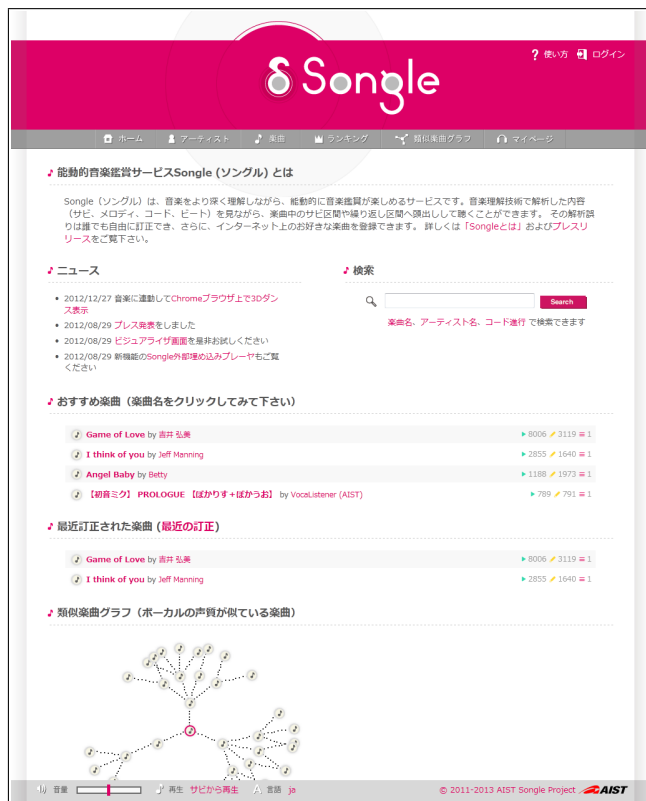 Songle
? 使い方 ログイン
ホーム アーティスト 楽曲 ランキング 類似楽曲グラフ マイページ
能動的音楽鑑賞サービスSongle (ソングル) とは
Songle（ソングル）は、音楽をより深く理解しながら、能動的に音楽鑑賞が楽しめるサービスです。音楽理解技術で解析した内容
（サビ、メロディ、コード、ビート）を見ながら、楽曲中のサビ区間や繰り返し区間へ頭出しして聴くことができます。 その解析誤
りは誰でも自由に訂正でき、さらに、インターネット上のお好きな楽曲を登録できます。 詳しくは「Songleとは」およびプレスリ
リースをご覧下さい。
ニュース
2012/12/27 音楽に連動してChromeブラウザ上で3Dダン
ス表示
2012/08/29 プレス発表をしました
2012/08/29 ビジュアライザ画面を是非お試しください
2012/08/29 新機能のSongle外部埋め込みプレーヤもご覧
ください
検索
Search
楽曲名、アーティスト名、コード進行 で検索できます
おすすめ楽曲（楽曲名をクリックしてみて下さい）
Game of Love by 吉井 弘美 8006 3119 1
I think of you by Jeff Manning 2855 1640 1
Angel Baby by Betty 1188 1973 1
【初音ミク】 PROLOGUE 【ぼかりす＋ぼかうお】 by VocaListener (AIST) 789 791 1
最近訂正された楽曲 (最近の訂正)
Game of Love by 吉井 弘美 8006 3119 1
I think of you by Jeff Manning 2855 1640 1
類似楽曲グラフ（ボーカルの声質が似ている楽曲）
音量 再生 サビから再生 A 言語 ja © 2011-2013 AIST Songle Project AIST